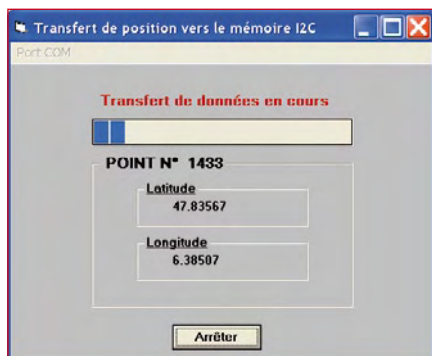 Transfert de position vers le mémoire I2C
Port COM
Transfert de données en cours
POINT N° 1433
Latitude
47.83567
Longitude
6.38507
Arrêter